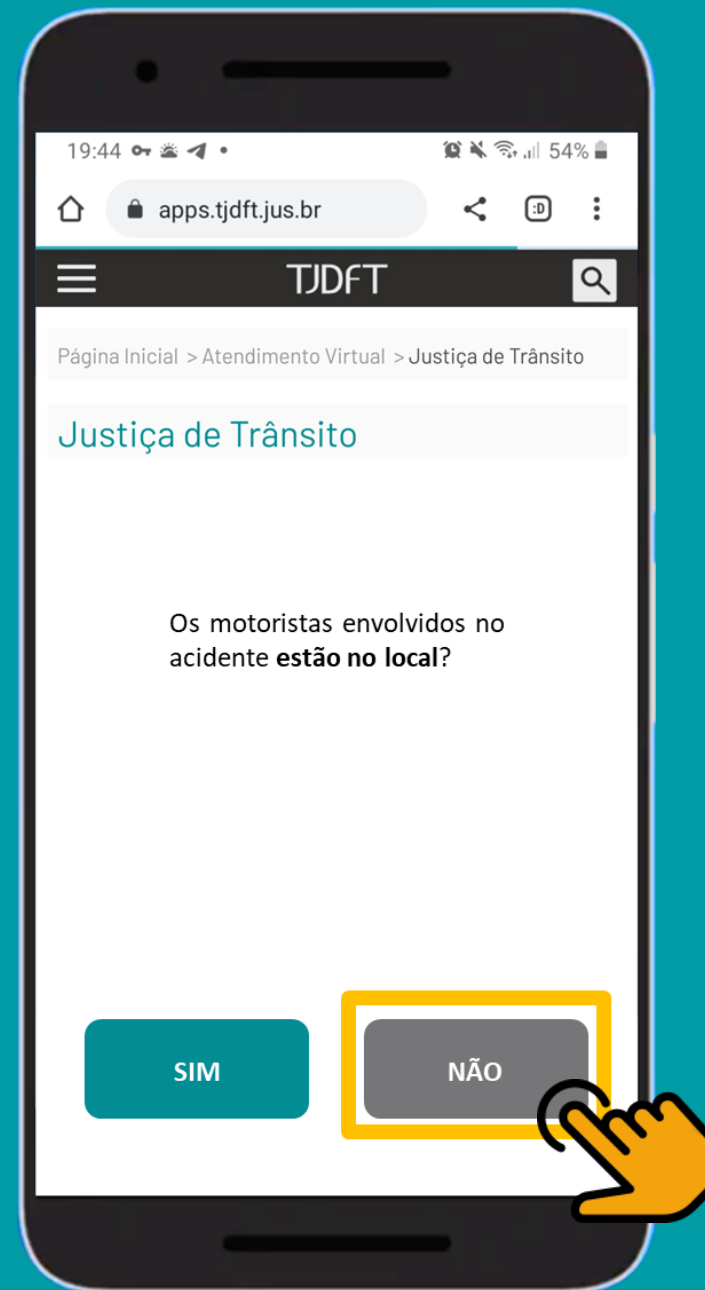 19:44 54%
apps.tjdft.jus.br :D
TJDFT
Página Inicial > Atendimento Virtual > Justiça de Trânsito
Justiça de Trânsito
Os motoristas envolvidos no
acidente estão no local?
SIM NÃO